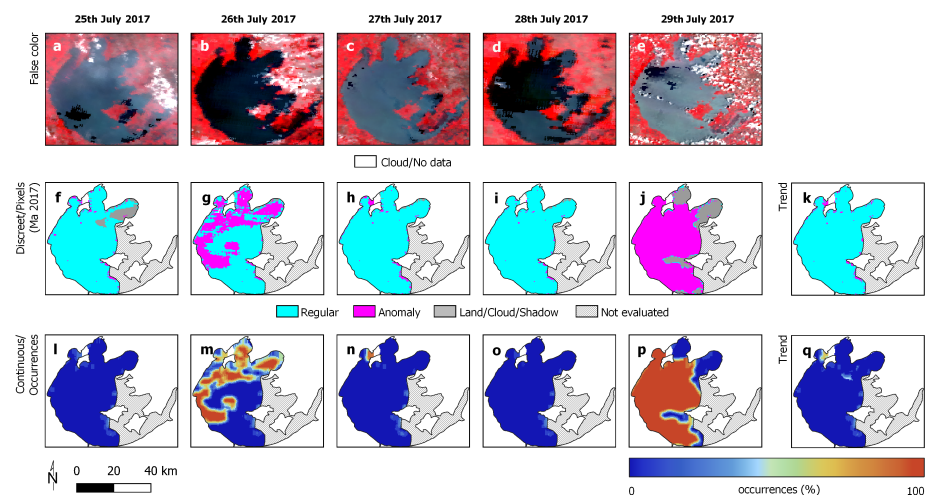 25th July 2017 26th July 2017 27th July 2017 28th July 2017 29th July 2017
False color
a b c d e
Cloud/No data
Discreet/Pixels
(Ma 2017)
f g h i j
Trend
k
Regular Anomaly Land/Cloud/Shadow Not evaluated
Continuous/
Occurrences
l m n o p
Trend
q
N
0 20 40 km
0 occurrences (%) 100